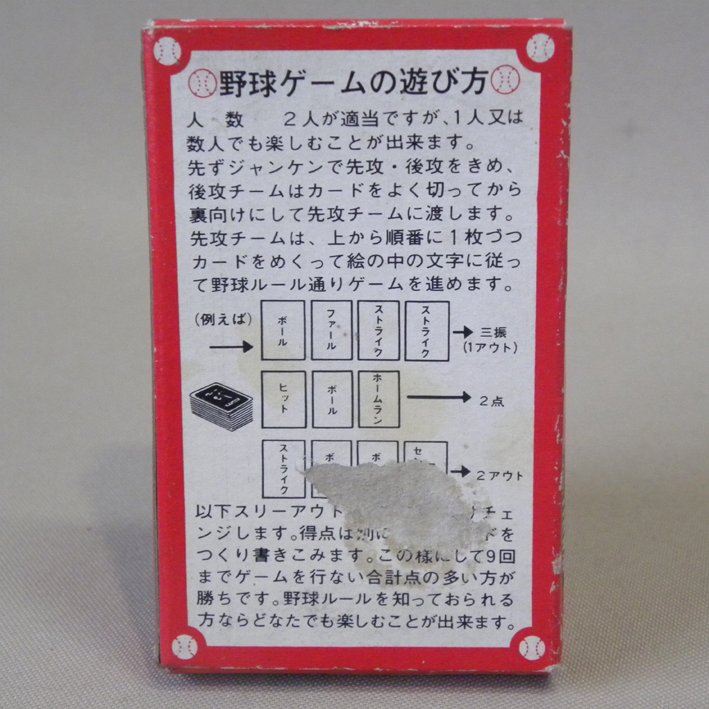 野球ゲームの遊び方
人 数 2人が適当ですが、1人又は
数人でも楽しむことが出来ます。
先ずジャンケンで先攻・後攻をきめ、
後攻チームはカードをよく切ってから
裏向けにして先攻チームに渡します。
先攻チームは、上から順番に1枚づつ
カードをめくって絵の中の文字に従っ
て野球ルール通りゲームを進めます。
(例えば)
ボール
ファール
ストライク
ストライク
三振
(1アウト)
ヒット
ボール
ホームラン
2点
ストライク
ボ
ボ
セ
2アウト
以下スリーアウト チェ
ンジします。得点は別に ドを
つくり書きこみます。この様にして9回
までゲームを行ない合計点の多い方が
勝ちです。野球ルールを知っておられる
方ならどなたでも楽しむことが出来ます。